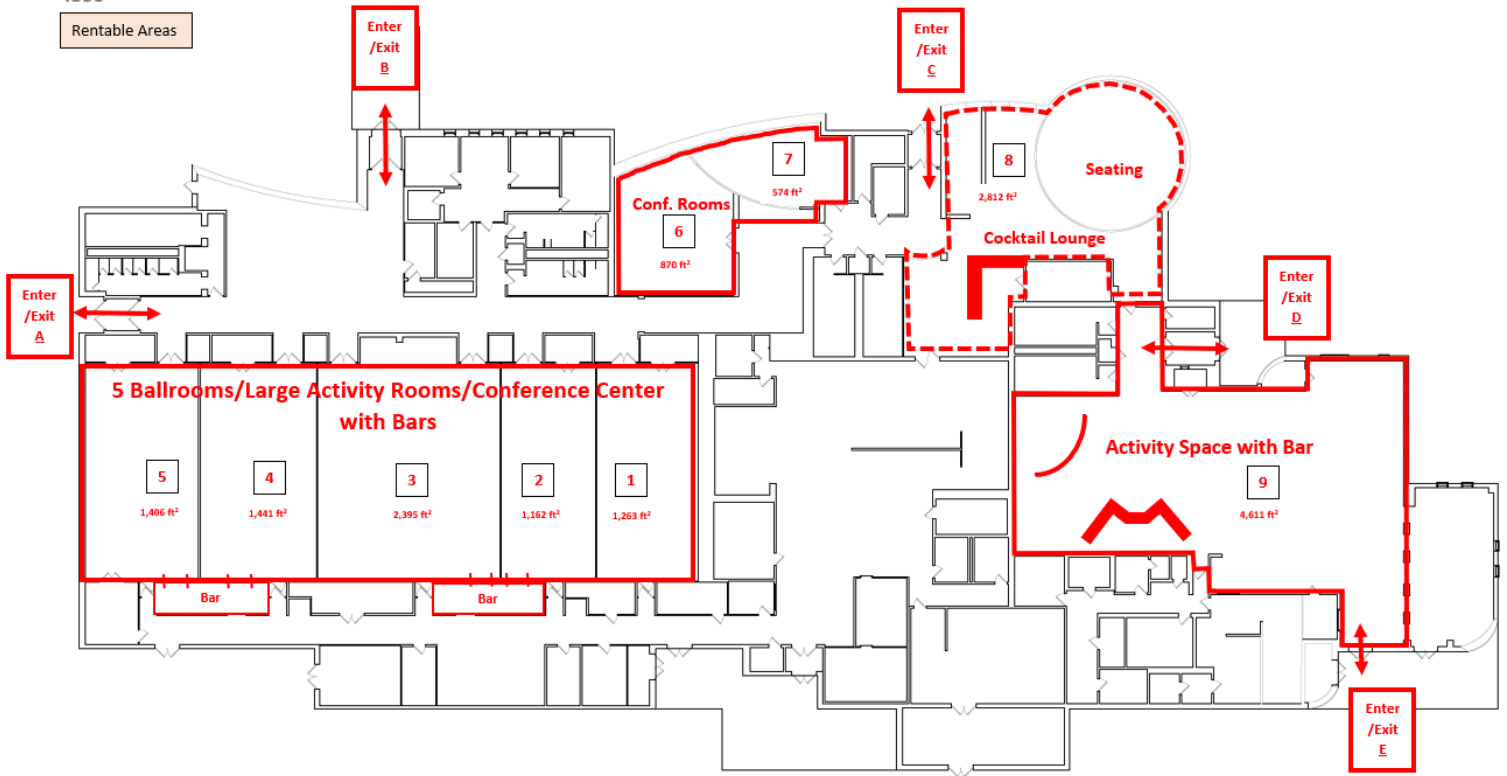 Rentable Areas
Enter
/Exit
B
Enter
/Exit
C
7
574 ft²
8
2,812 ft²
Seating
Conf. Rooms
6
870 ft²
Cocktail Lounge
Enter
/Exit
A
Enter
/Exit
D
5 Ballrooms/Large Activity Rooms/Conference Center
with Bars
5
1,406 ft²
4
1,441 ft²
3
2,395 ft²
2
1,162 ft²
1
1,263 ft²
Activity Space with Bar
9
4,611 ft²
Bar
Bar
Enter
/Exit
E